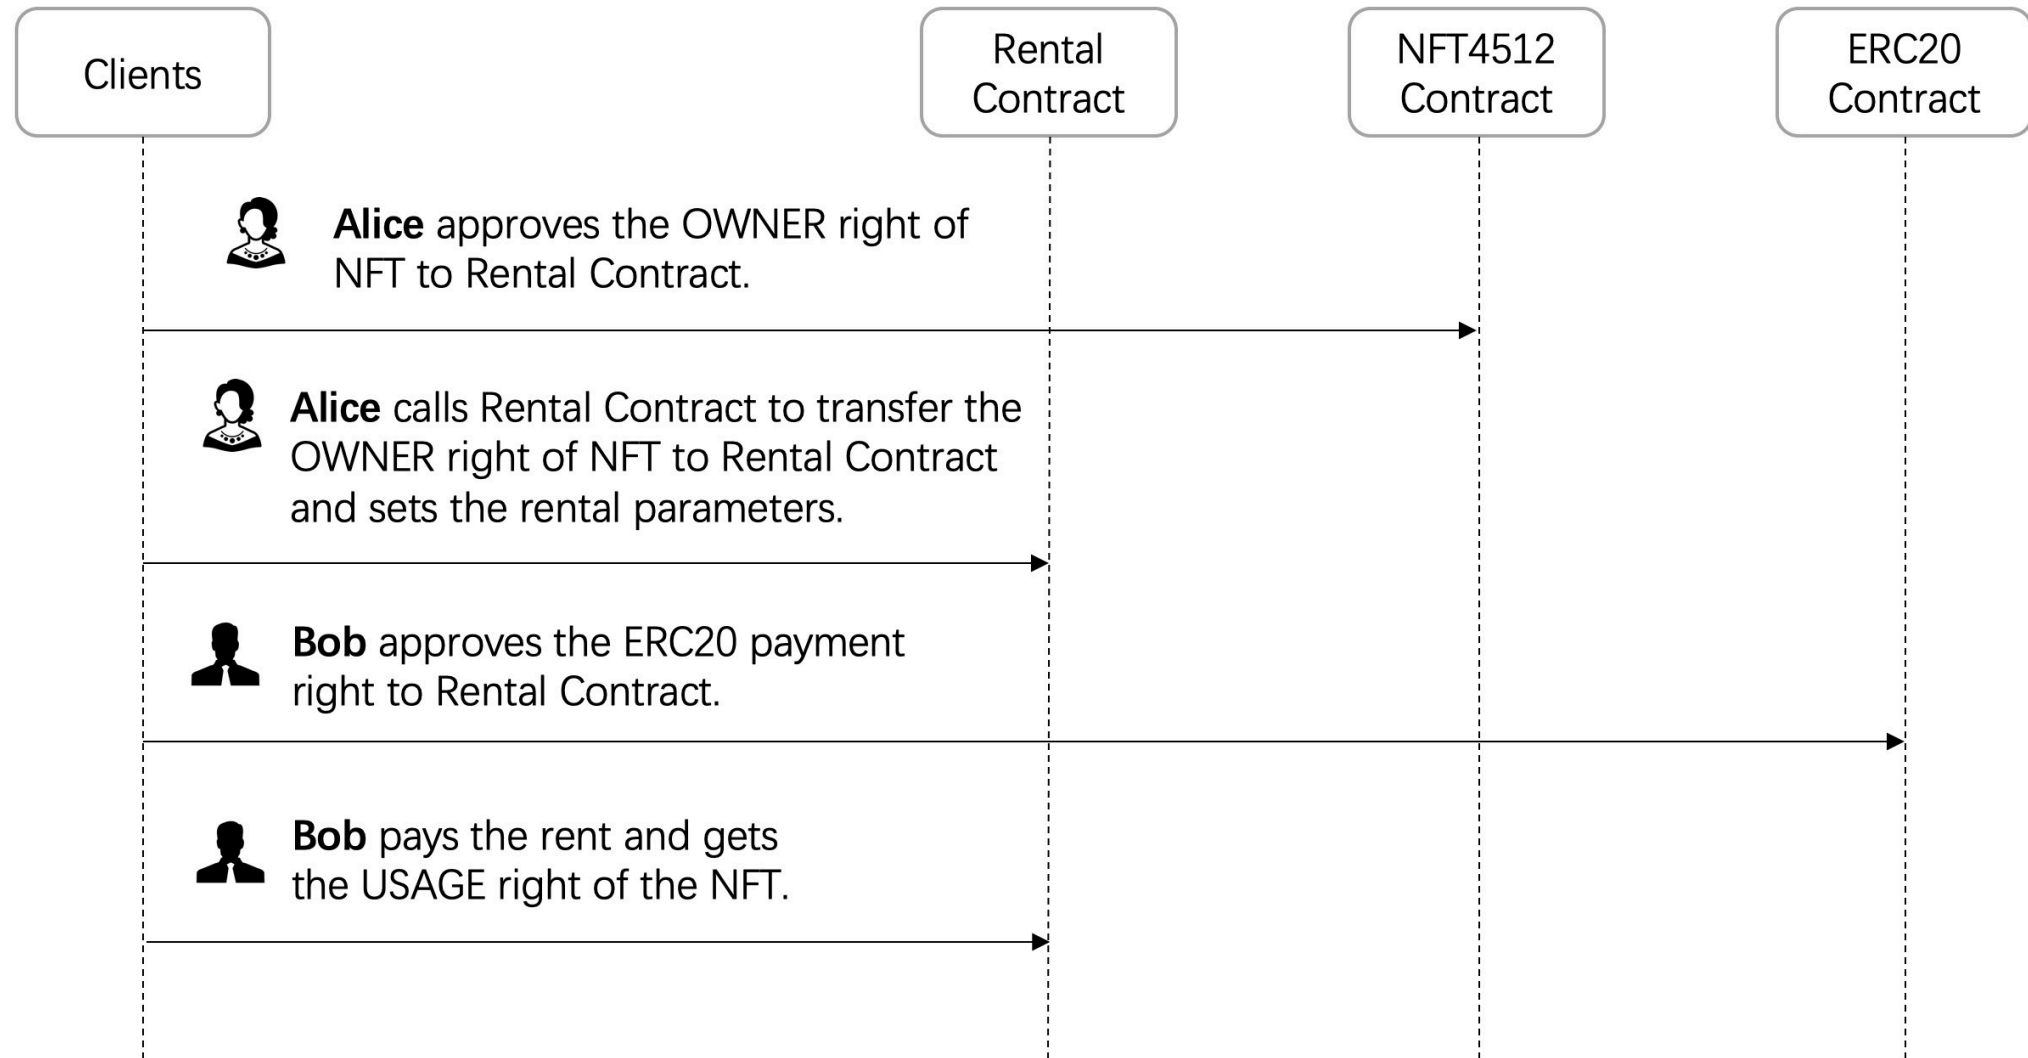 Clients
Rental
Contract
NFT4512
Contract
ERC20
Contract
Alice approves the OWNER right of
NFT to Rental Contract.
Alice calls Rental Contract to transfer the
OWNER right of NFT to Rental Contract
and sets the rental parameters.
Bob approves the ERC20 payment
right to Rental Contract.
Bob pays the rent and gets
the USAGE right of the NFT.